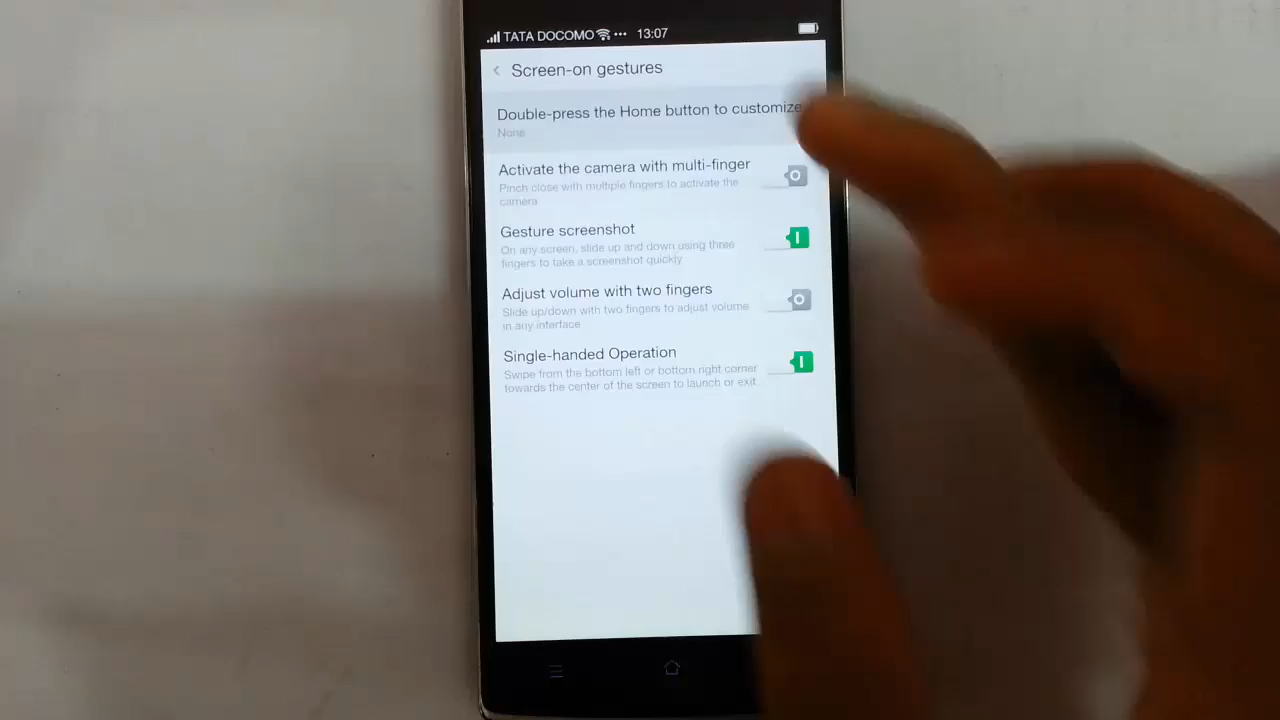 TATA DOCOMO ••• 13:07
Screen-on gestures
Double-press the Home button to customize
None
Activate the camera with multi-finger
Pinch close with multiple fingers to activate the
camera
Gesture screenshot
On any screen, slide up and down using three
fingers to take a screenshot quickly
Adjust volume with two fingers
Slide up/down with two fingers to adjust volume
in any interface
Single-handed Operation
Swipe from the bottom left or bottom right corner
towards the center of the screen to launch or exit